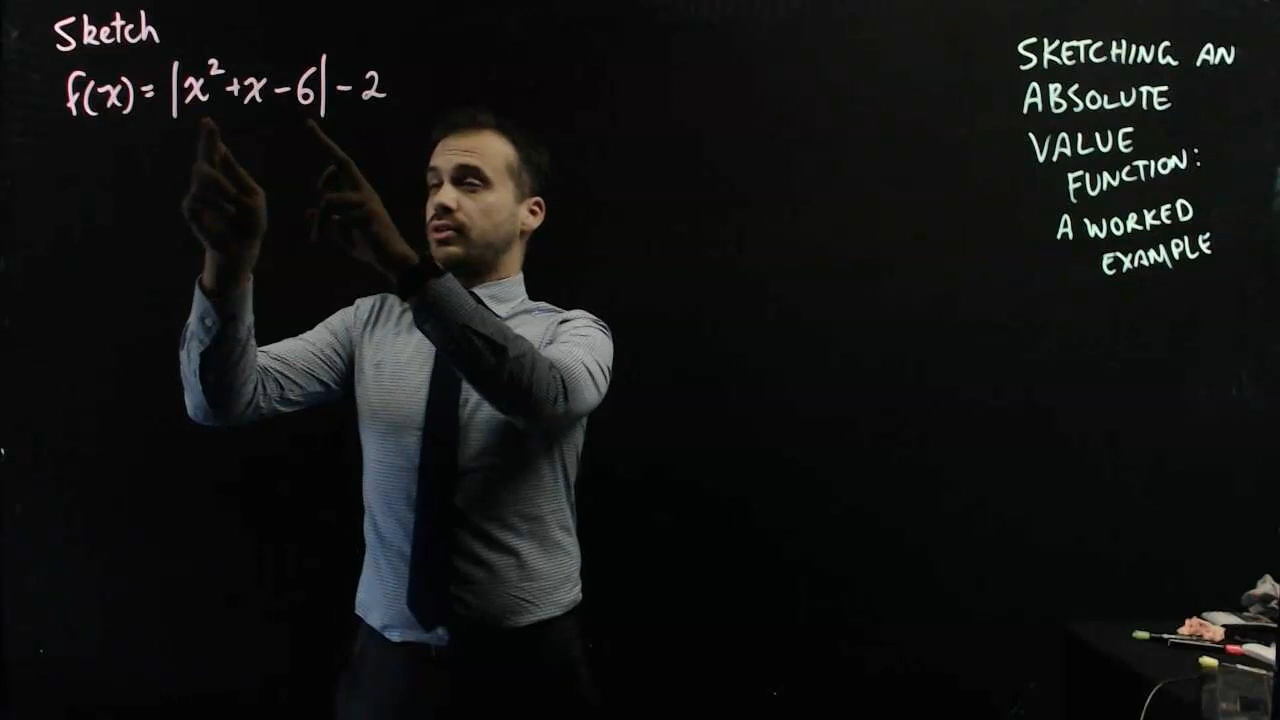 Sketch
f(x) = |x²+x-6| - 2
SKETCHING AN
ABSOLUTE
VALUE
FUNCTION:
A WORKED
EXAMPLE